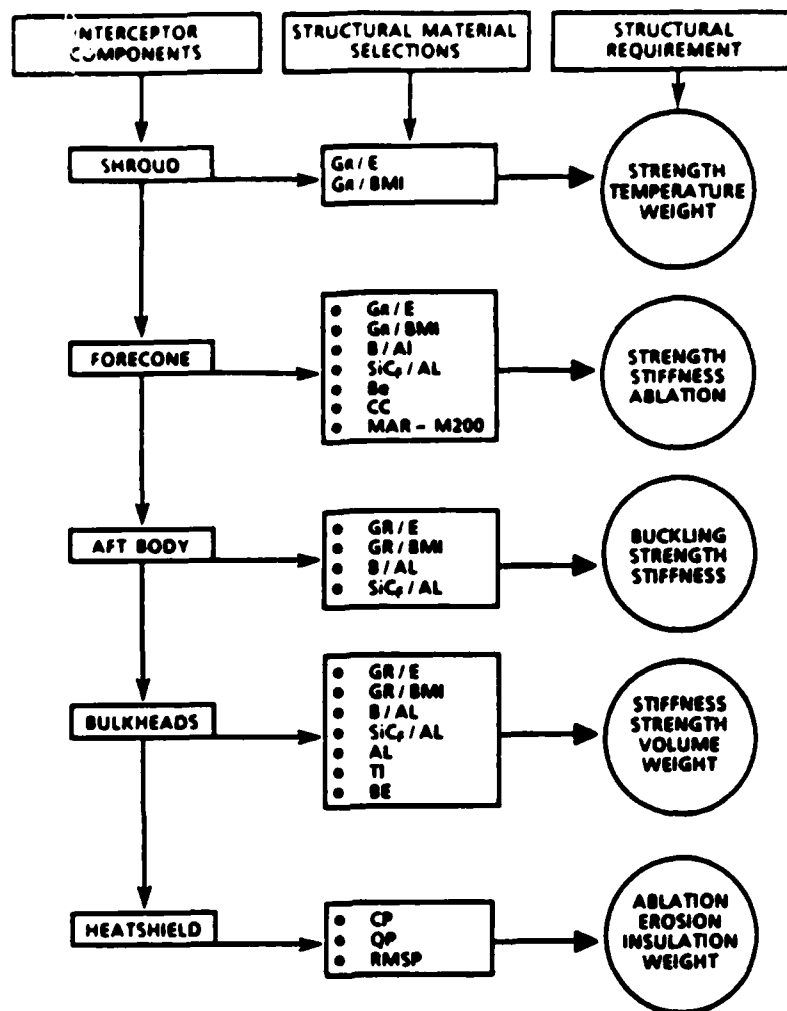 INTERCEPTOR
COMPONENTS
STRUCTURAL MATERIAL
SELECTIONS
STRUCTURAL
REQUIREMENT
SHROUD
GR/E
GR/BMI
STRENGTH
TEMPERATURE
WEIGHT
FORECONE
• GR/E
• GR/BMI
• B/Al
• SiCF/AL
• Be
• CC
• MAR - M200
STRENGTH
STIFFNESS
ABLATION
AFT BODY
• GR/E
• GR/BMI
• B/AL
• SiCF/AL
BUCKLING
STRENGTH
STIFFNESS
BULKHEADS
• GR/E
• GR/BMI
• B/AL
• SiCF/AL
• AL
• TI
• BE
STIFFNESS
STRENGTH
VOLUME
WEIGHT
HEATSHIELD
• CP
• QP
• RMSP
ABLATION
EROSION
INSULATION
WEIGHT